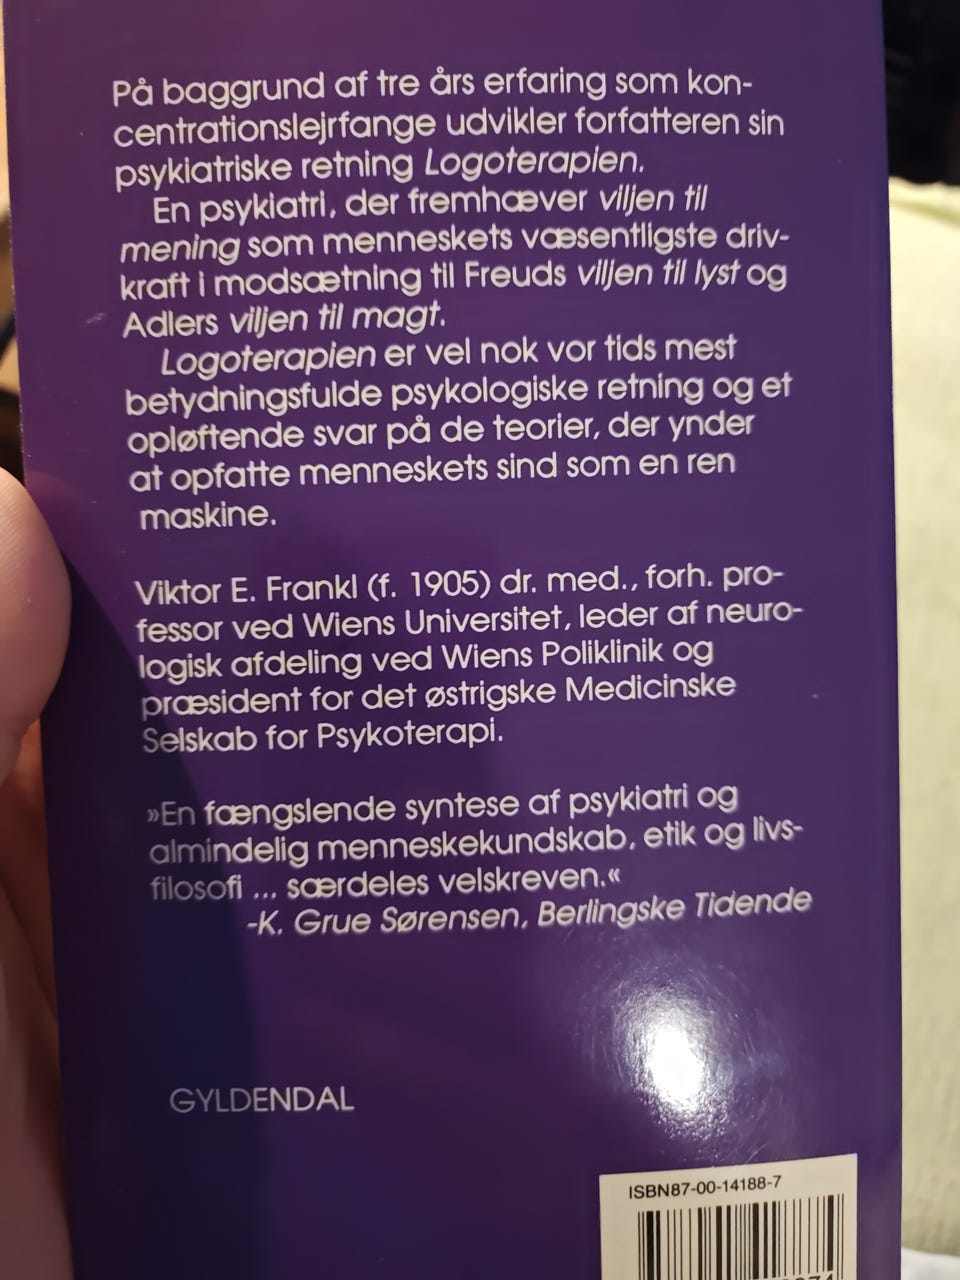 På baggrund af tre års erfaring som kon-
centrationslejrfange udvikler forfatteren sin
psykiatriske retning Logoterapien.
En psykiatri, der fremhæver viljen til
mening som menneskets væsentligste driv-
kraft i modsætning til Freuds viljen til lyst og
Adlers viljen til magt.
Logoterapien er vel nok vor tids mest
betydningsfulde psykologiske retning og et
opløftende svar på de teorier, der ynder
at opfatte menneskets sind som en ren
maskine.
Viktor E. Frankl (f. 1905) dr. med., forh. pro-
fessor ved Wiens Universitet, leder af neuro-
logisk afdeling ved Wiens Poliklinik og
præsident for det østrigske Medicinske
Selskab for Psykoterapi.
»En fængslende syntese af psykiatri og
almindelig menneskekundskab, etik og livs-
filosofi ... særdeles velskreven.«
-K. Grue Sørensen, Berlingske Tidende
GYLDENDAL
ISBN87-00-14188-7